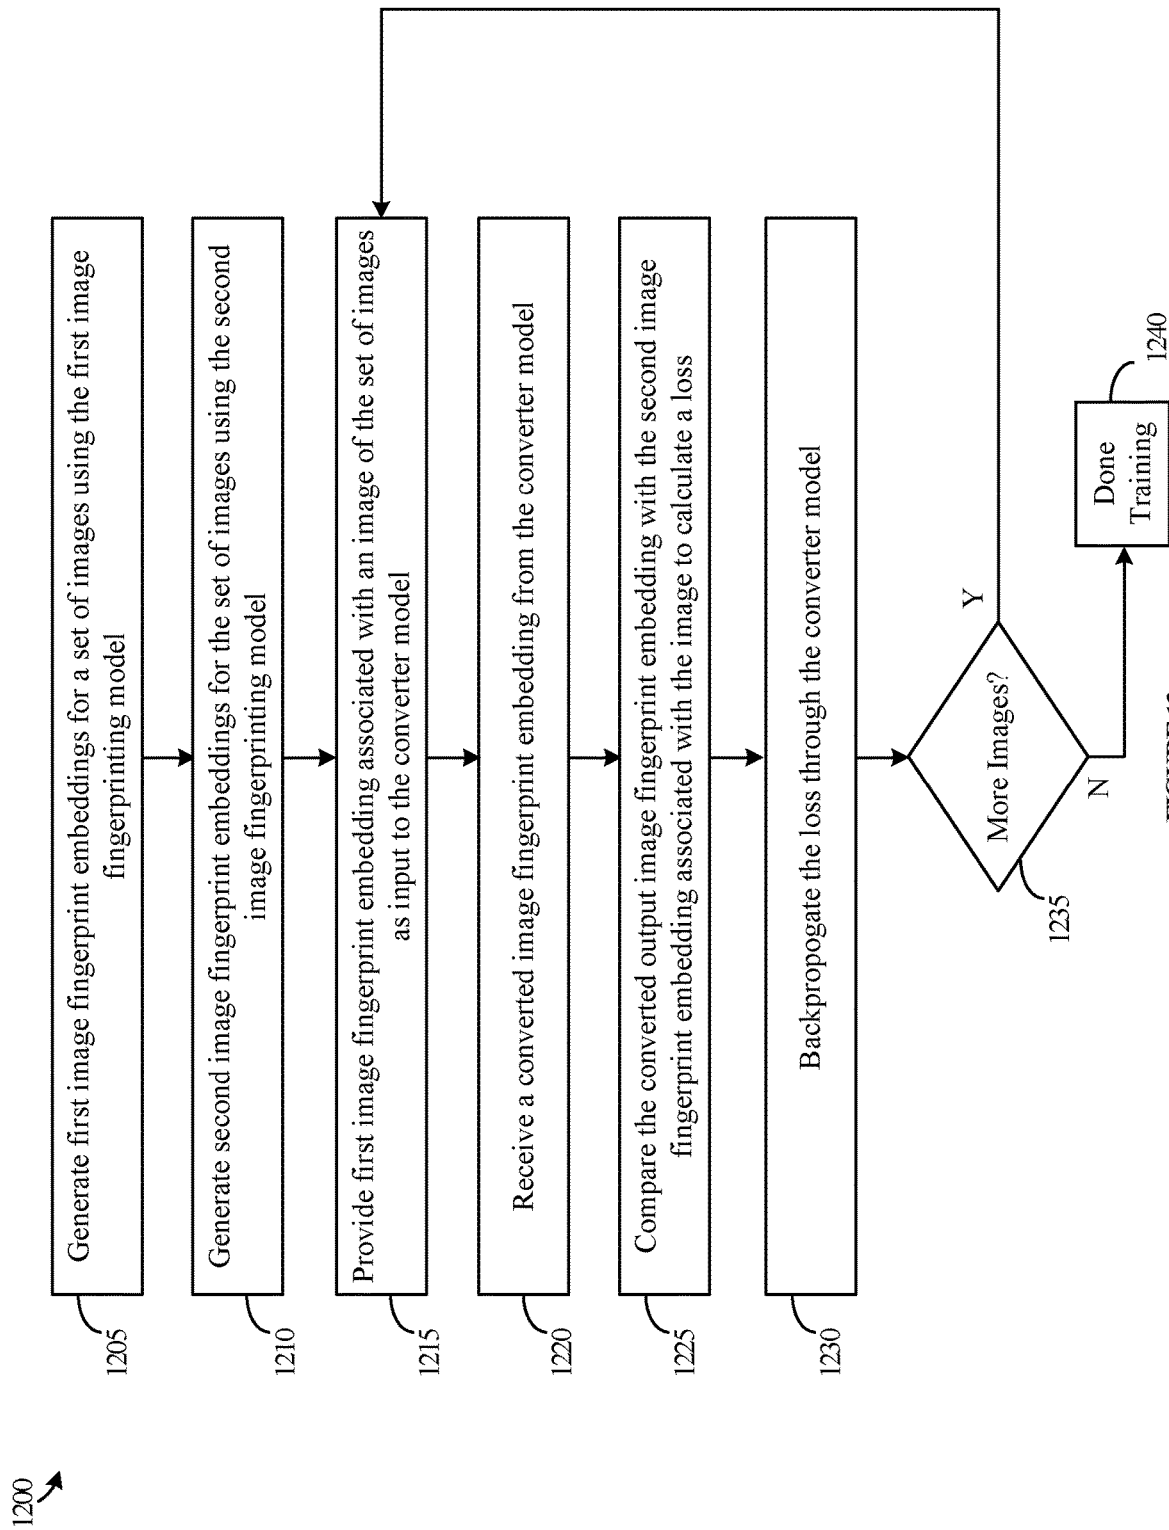 1200
1205
Generate first image fingerprint embeddings for a set of images using the first image
fingerprinting model
1210
Generate second image fingerprint embeddings for the set of images using the second
image fingerprinting model
1215
Provide first image fingerprint embedding associated with an image of the set of images
as input to the converter model
1220
Receive a converted image fingerprint embedding from the converter model
1225
Compare the converted output image fingerprint embedding with the second image
fingerprint embedding associated with the image to calculate a loss
1230
Backpropogate the loss through the converter model
1235
More Images?
Y
N
Done
Training
1240